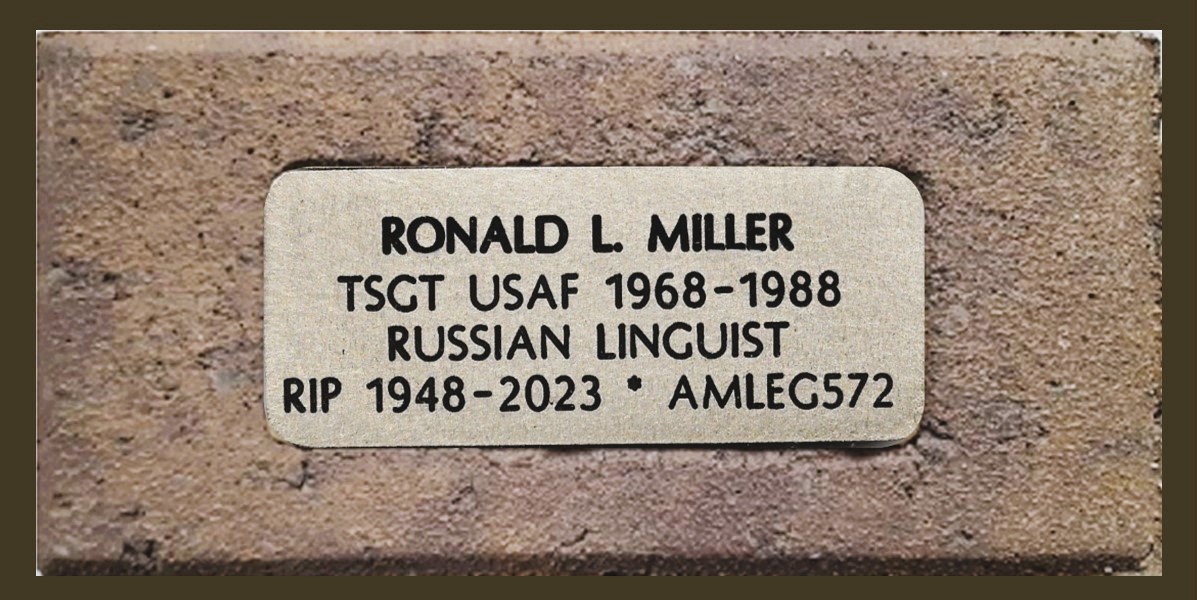 RONALD L. MILLER
TSGT USAF 1968-1988
RUSSIAN LINGUIST
RIP 1948-2023 * AMLEG572